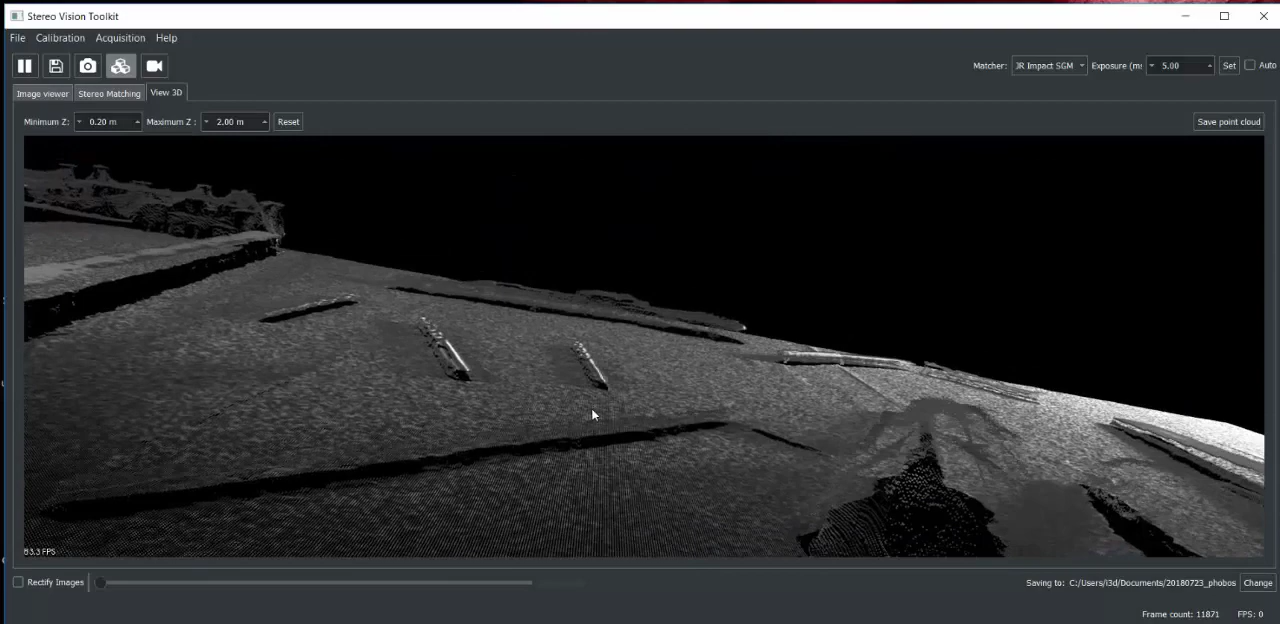 Stereo Vision Toolkit
File Calibration Acquisition Help
Matcher: JR Impact SGM Exposure (m: 5.00 Set Auto
Image viewer Stereo Matching View 3D
Minimum Z: 0.20 m Maximum Z : 2.00 m Reset Save point cloud
83.3 FPS
Rectify Images Saving to: C:/Users/i3d/Documents/20180723_phobos Change
Frame count: 11871 FPS: 0